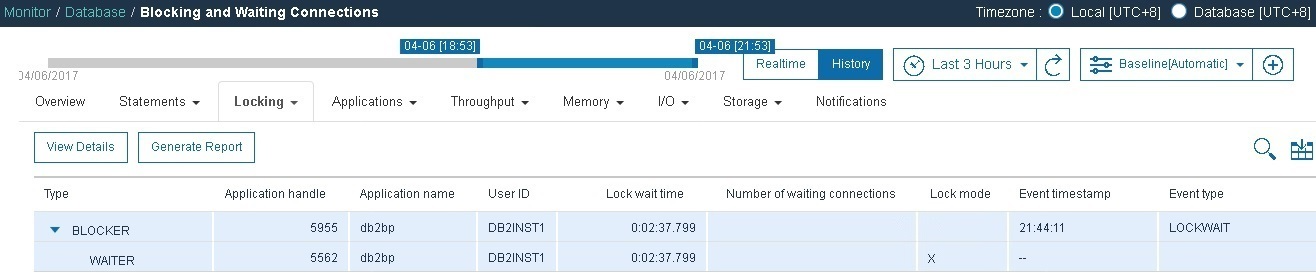 Monitor / Database / Blocking and Waiting Connections Timezone : Local [UTC+8] Database [UTC+8]
04-06 [18:53] 04-06 [21:53]
Realtime History Last 3 Hours Baseline[Automatic]
04/06/2017 04/06/2017
Overview Statements Locking Applications Throughput Memory I/O Storage Notifications
View Details Generate Report
Type Application handle Application name User ID Lock wait time Number of waiting connections Lock mode Event timestamp Event type
BLOCKER 5955 db2bp DB2INST1 0:02:37.799 21:44:11 LOCKWAIT
WAITER 5562 db2bp DB2INST1 0:02:37.799 X --